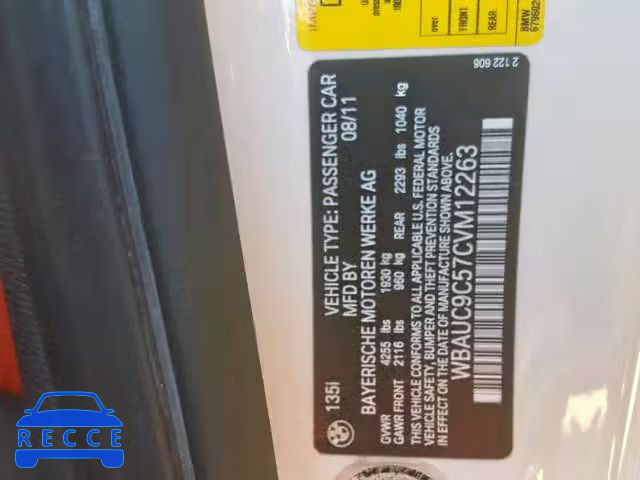 over
FRONT
REAR
BMW
2 122 606
135i
VEHICLE TYPE: PASSENGER CAR
MFD BY 08/11
BAYERISCHE MOTOREN WERKE AG
GVWR 4255 lbs 1930 kg
GAWR FRONT 2116 lbs 960 kg REAR 2293 lbs 1040 kg
THIS VEHICLE CONFORMS TO ALL APPLICABLE U.S. FEDERAL MOTOR
VEHICLE SAFETY, BUMPER AND THEFT PREVENTION STANDARDS
IN EFFECT ON THE DATE OF MANUFACTURE SHOWN ABOVE.
WBAUC9C57CVM12263
RECCE